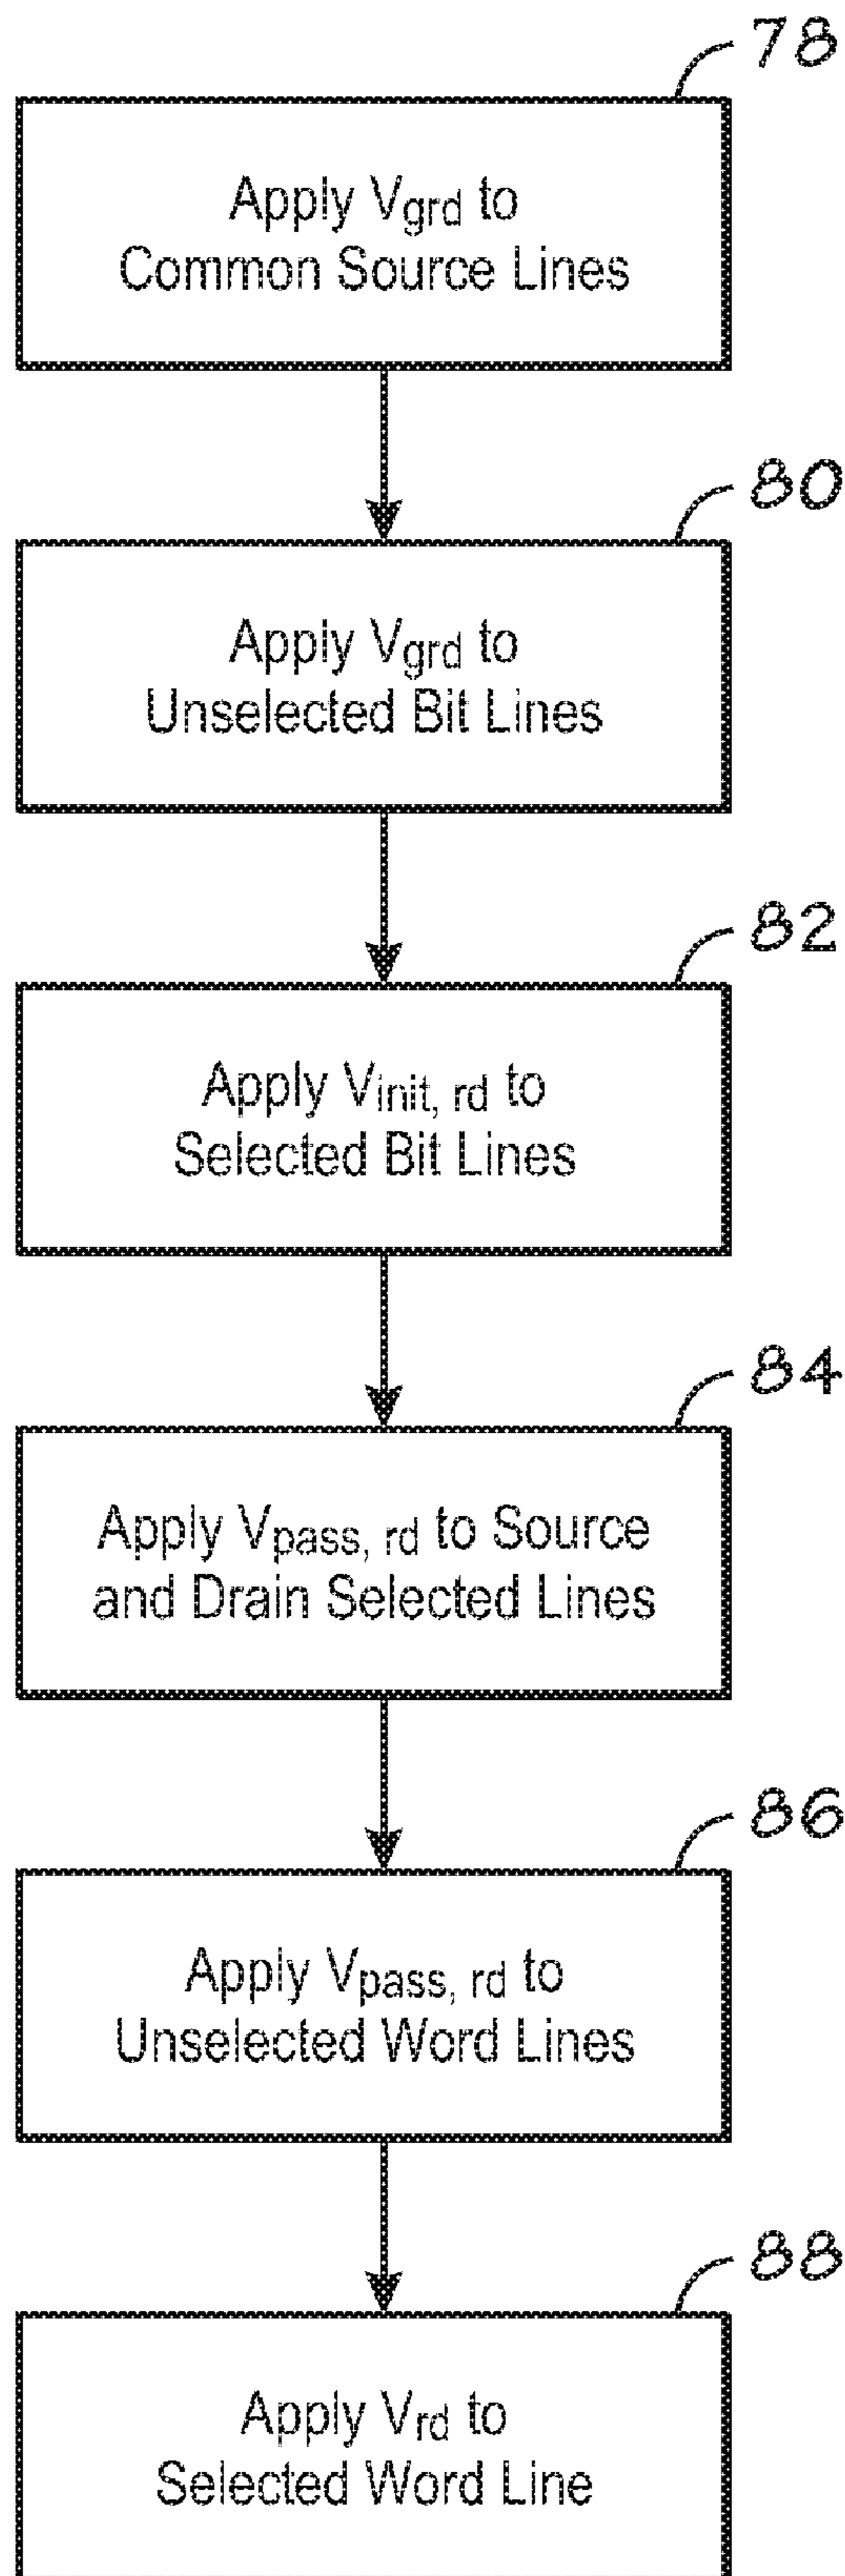 78
Apply Vgrd to
Common Source Lines
80
Apply Vgrd to
Unselected Bit Lines
82
Apply Vinit, rd to
Selected Bit Lines
84
Apply Vpass, rd to Source
and Drain Selected Lines
86
Apply Vpass, rd to
Unselected Word Lines
88
Apply Vrd to
Selected Word Line